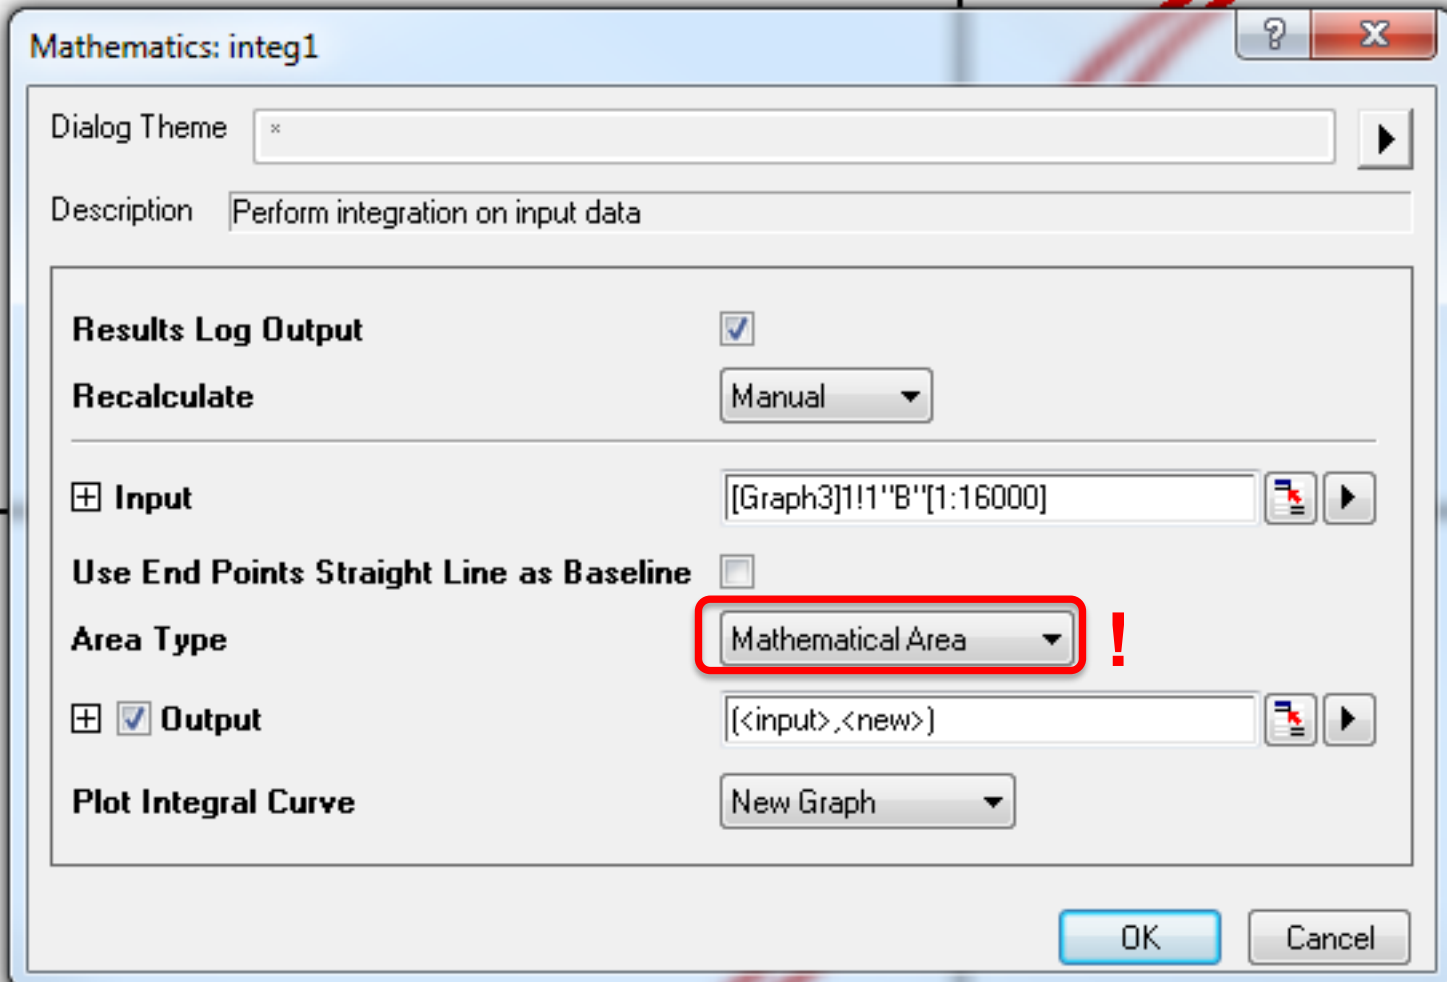 Mathematics: integ1
?
Dialog Theme *
Description Perform integration on input data
Results Log Output
Recalculate Manual
Input [Graph3]1!1"B"[1:16000]
Use End Points Straight Line as Baseline
Area Type Mathematical Area !
Output (<input>,<new>)
Plot Integral Curve New Graph
OK Cancel